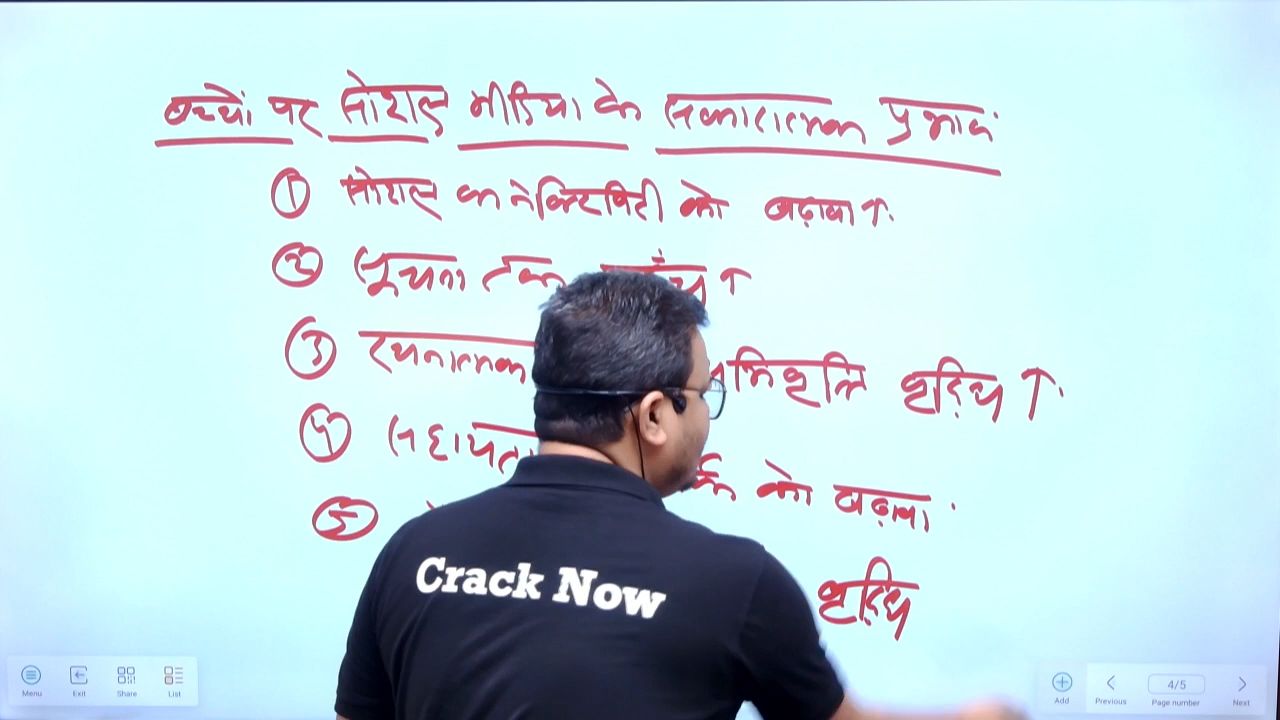 बच्चों पर सोशल मीडिया के सकारात्मक प्रभाव
① सोशल कनेक्टिविटी को बढ़ावा ↑
② सूचना तक पहुँच ↑
③ रचनात्मक अभिवृत्ति वृद्धि ↑
④ सहायता को बढ़ावा
⑤
वृद्धि
Crack Now
Menu Exit Share List
Add Previous 4/5 Page number Next